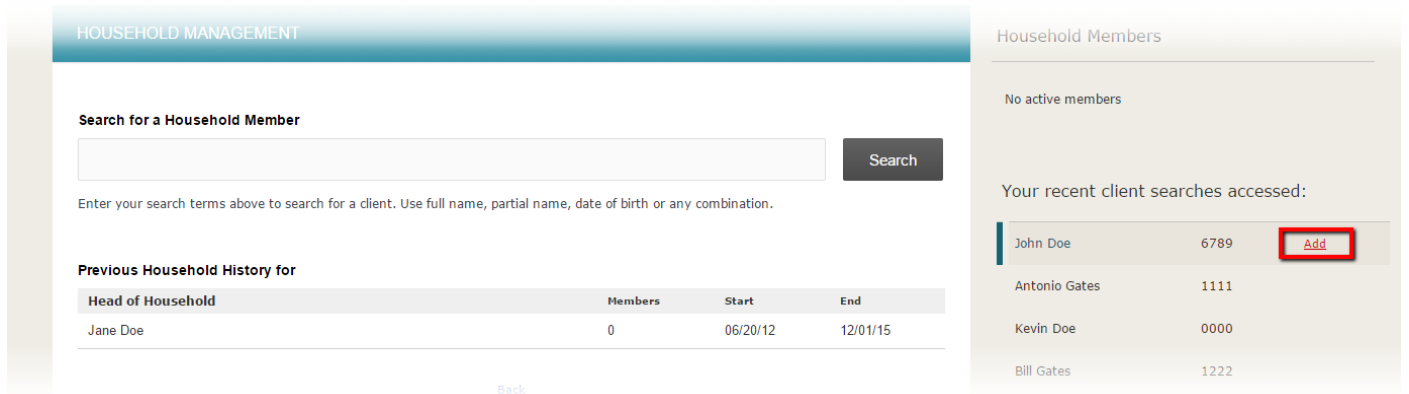 HOUSEHOLD MANAGEMENT
Search for a Household Member
Search
Enter your search terms above to search for a client. Use full name, partial name, date of birth or any combination.
Previous Household History for
Head of Household Members Start End
Jane Doe 0 06/20/12 12/01/15
Back
Household Members
No active members
Your recent client searches accessed:
John Doe 6789 Add
Antonio Gates 1111
Kevin Doe 0000
Bill Gates 1222